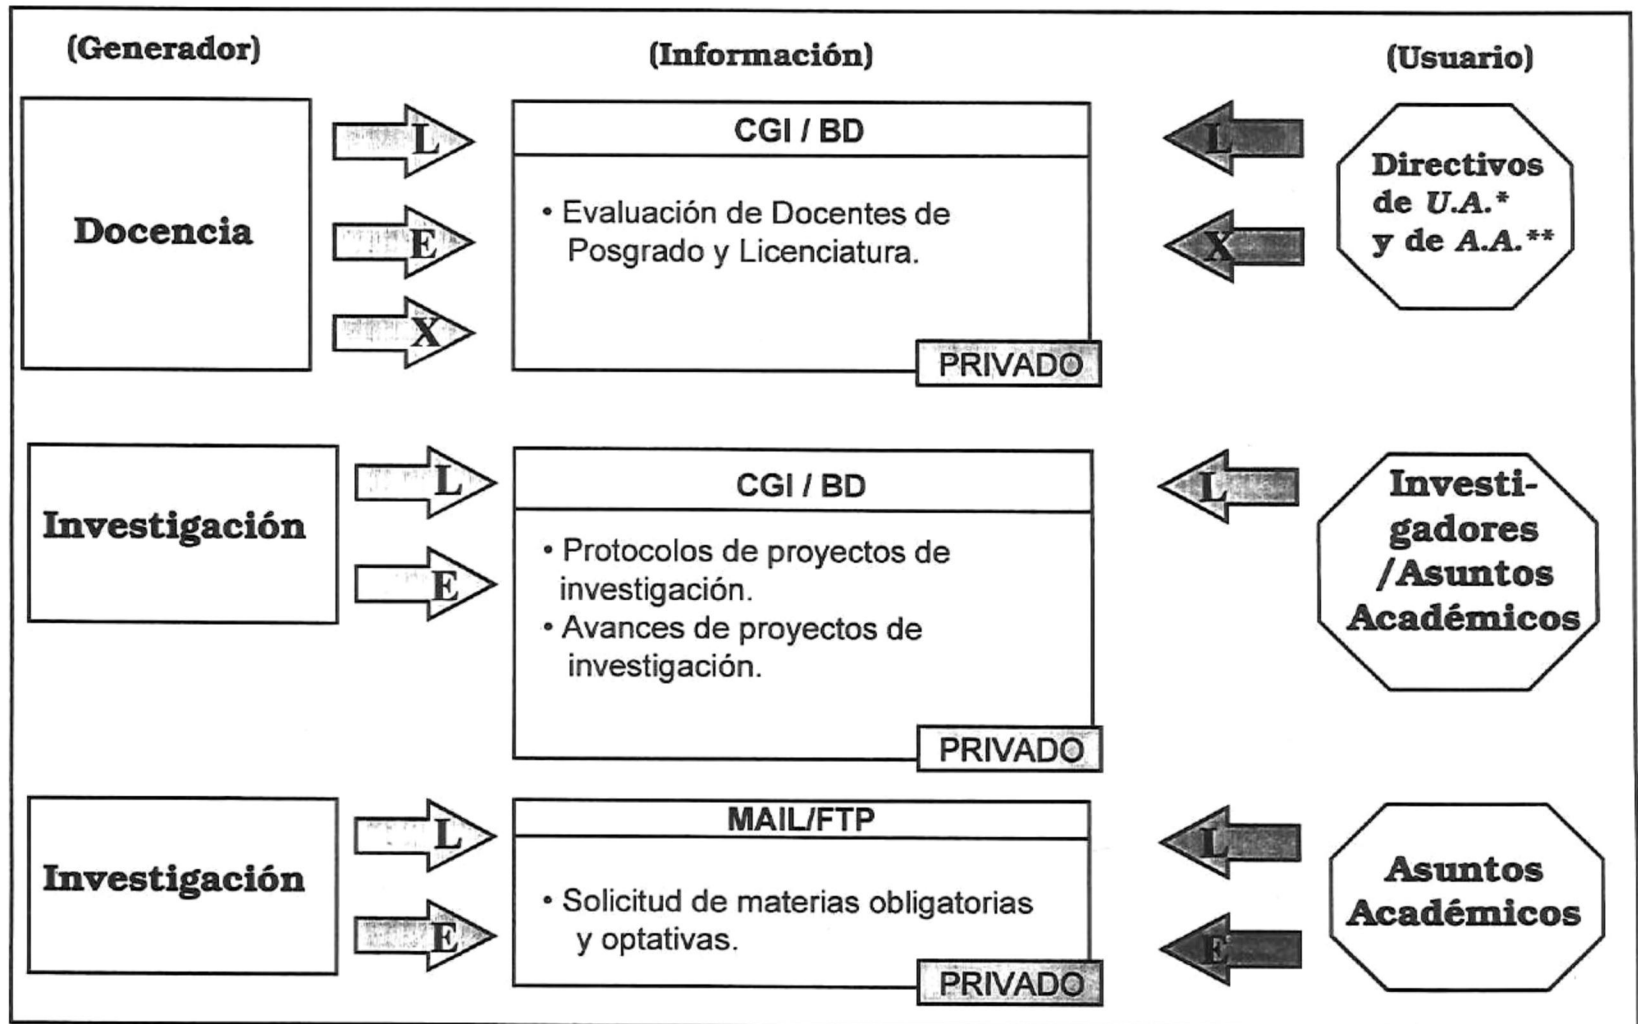 (Generador)
(Información)
(Usuario)
Docencia
L
E
X
CGI / BD
• Evaluación de Docentes de
Posgrado y Licenciatura.
PRIVADO
L
X
Directivos
de U.A.*
y de A.A.**
Investigación
L
E
CGI / BD
• Protocolos de proyectos de
investigación.
• Avances de proyectos de
investigación.
PRIVADO
L
Investi-
gadores
/Asuntos
Académicos
Investigación
L
E
MAIL/FTP
• Solicitud de materias obligatorias
y optativas.
PRIVADO
L
E
Asuntos
Académicos